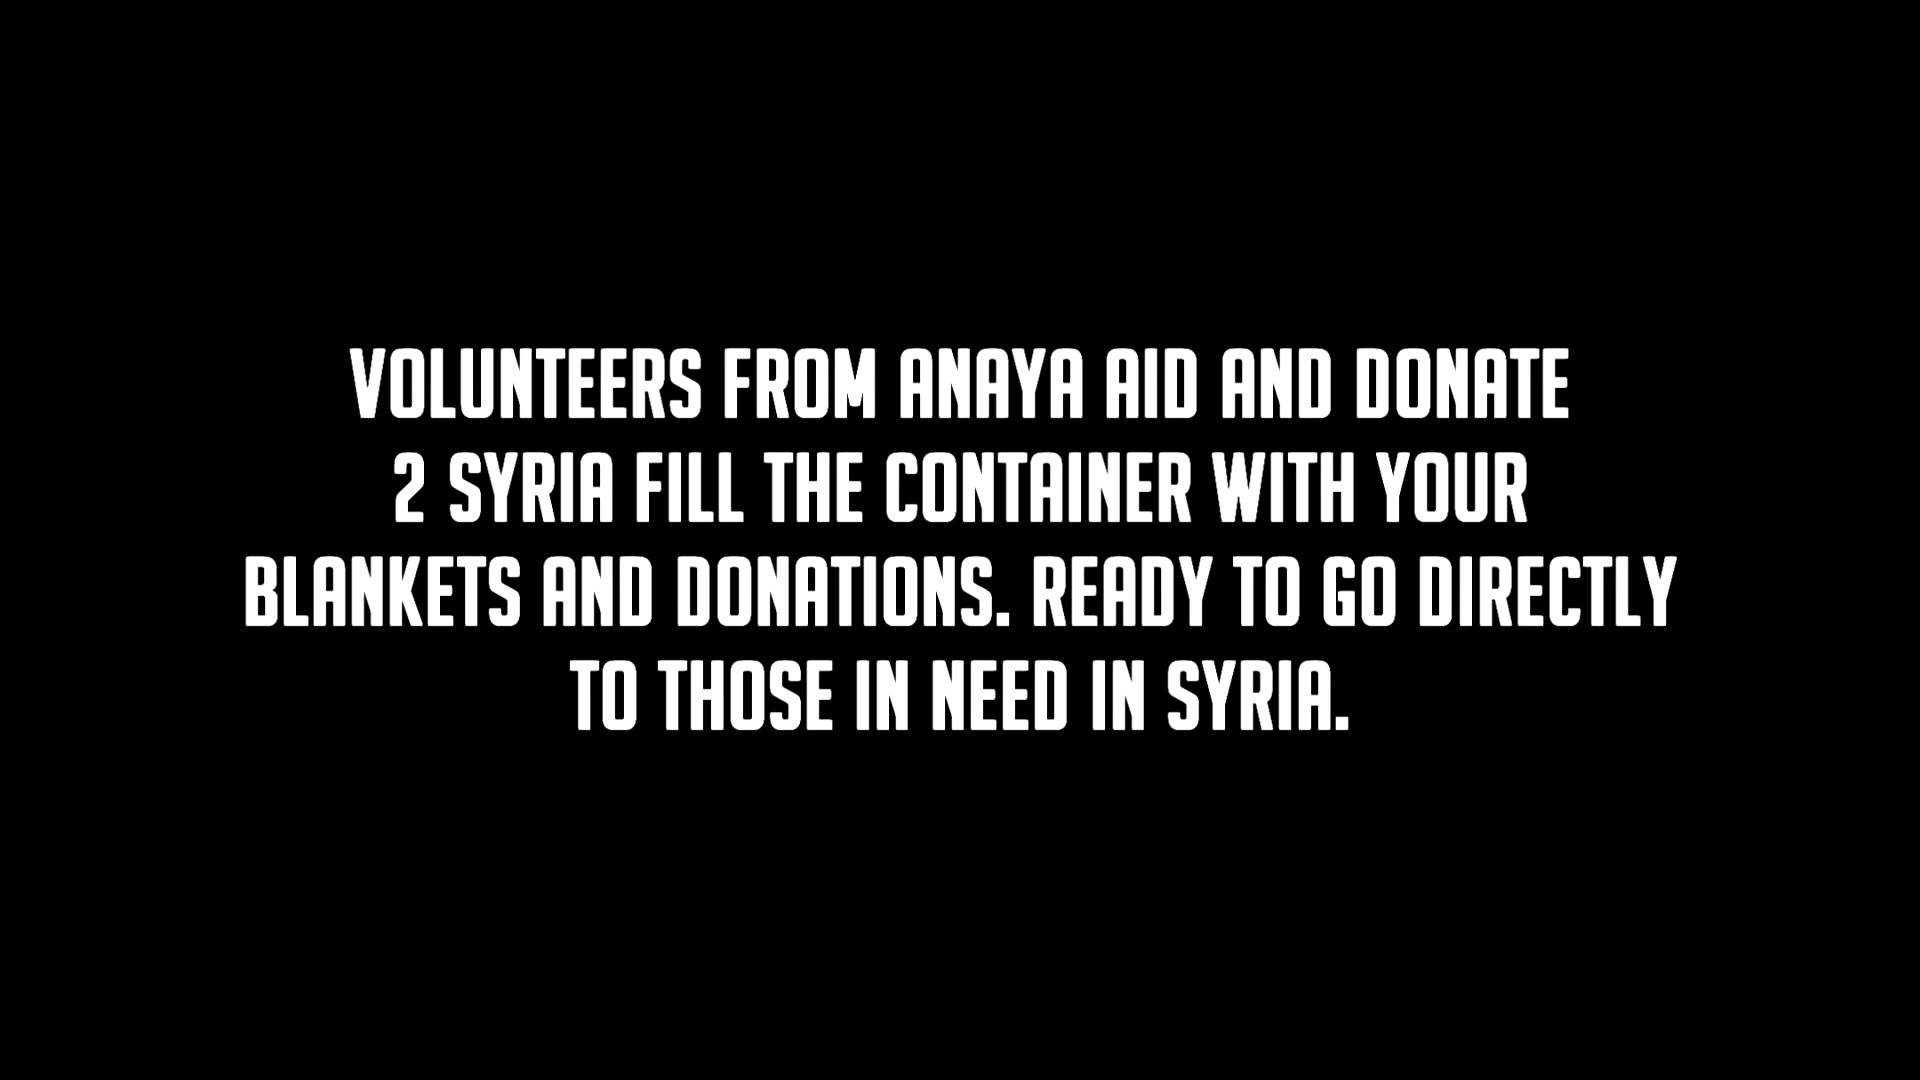 VOLUNTEERS FROM ANAYA AID AND DONATE
2 SYRIA FILL THE CONTAINER WITH YOUR
BLANKETS AND DONATIONS. READY TO GO DIRECTLY
TO THOSE IN NEED IN SYRIA.